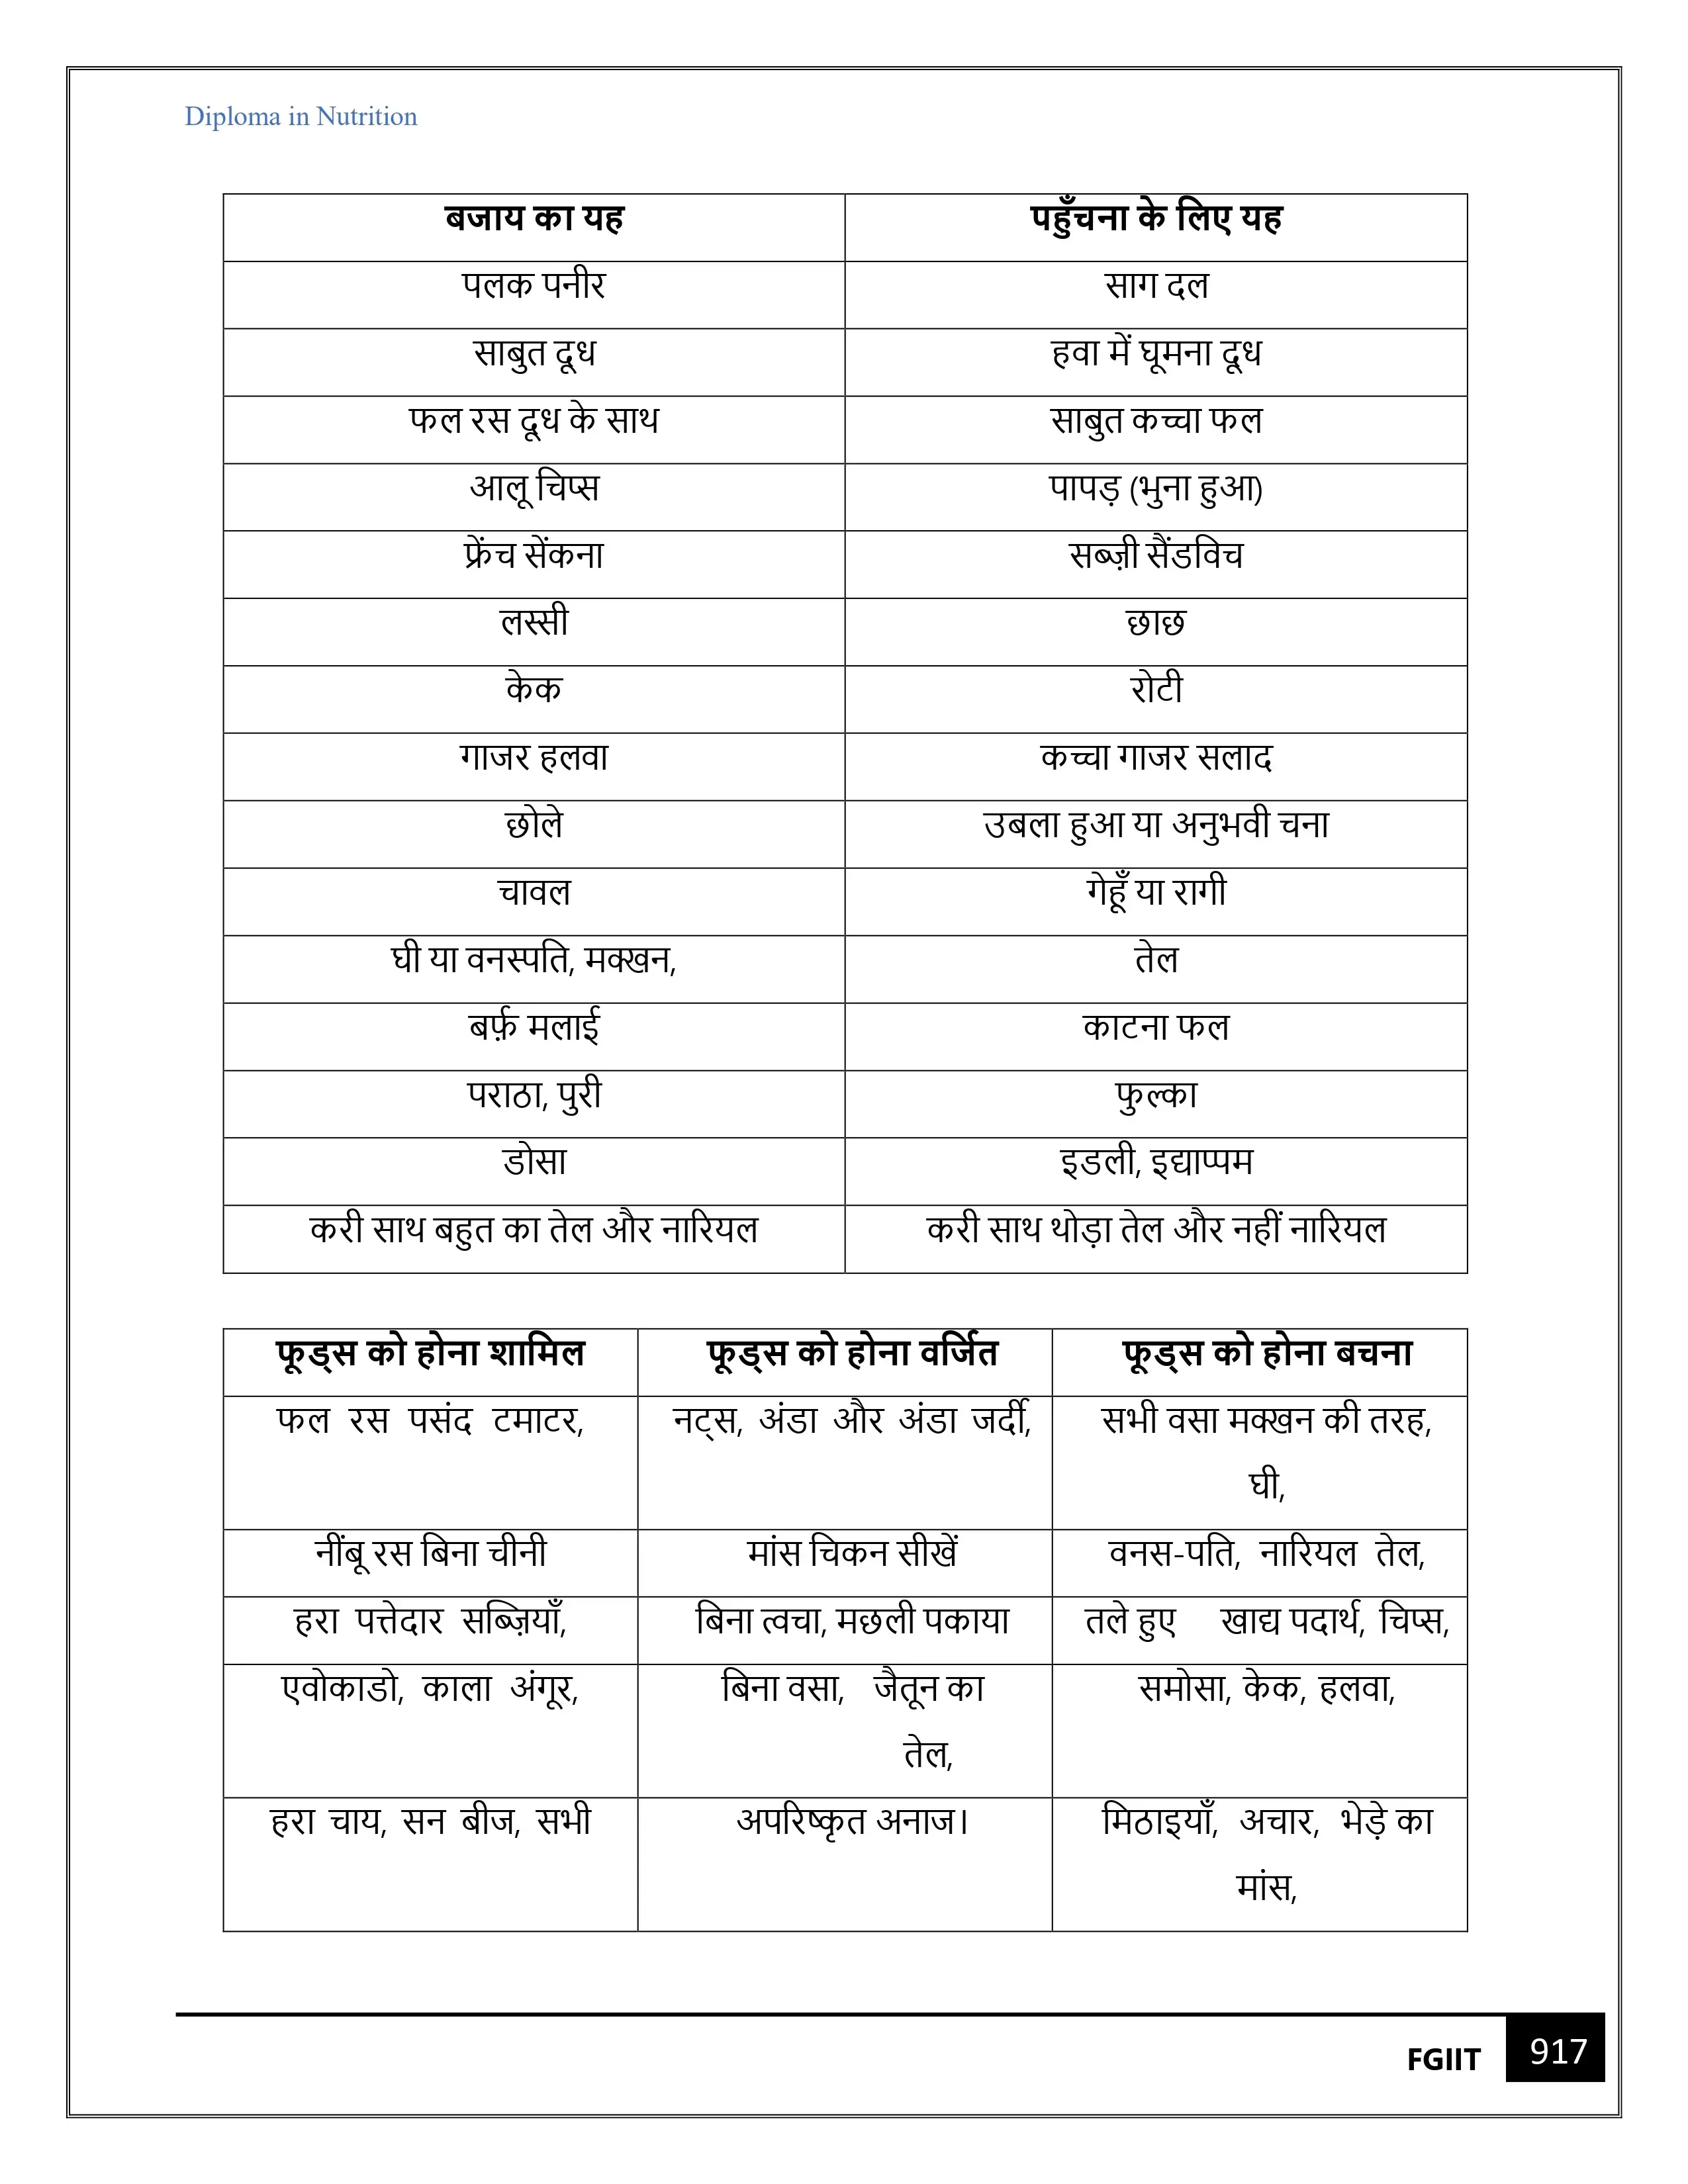 Diploma in Nutrition
बजाय का यह पहुँचना के लिए यह
पलक पनीर साग दल
साबुत दूध हवा में घूमना दूध
फल रस दूध के साथ साबुत कच्चा फल
आलू चिप्स पापड़ (भुना हुआ)
फ्रेंच सेंकना सब्ज़ी सैंडविच
लस्सी छाछ
केक रोटी
गाजर हलवा कच्चा गाजर सलाद
छोले उबला हुआ या अनुभवी चना
चावल गेहूँ या रागी
घी या वनस्पति, मक्खन, तेल
बर्फ़ मलाई काटना फल
पराठा, पुरी फुल्का
डोसा इडली, इद्याप्पम
करी साथ बहुत का तेल और नारियल करी साथ थोड़ा तेल और नहीं नारियल
फूड्स को होना शामिल फूड्स को होना वर्जित फूड्स को होना बचना
फल रस पसंद टमाटर, नट्स, अंडा और अंडा जर्दी, सभी वसा मक्खन की तरह,
घी,
नींबू रस बिना चीनी मांस चिकन सीखें वनस-पति, नारियल तेल,
हरा पत्तेदार सब्ज़ियाँ, बिना त्वचा, मछली पकाया तले हुए खाद्य पदार्थ, चिप्स,
एवोकाडो, काला अंगूर, बिना वसा, जैतून का समोसा, केक, हलवा,
तेल,
हरा चाय, सन बीज, सभी अपरिष्कृत अनाज। मिठाइयाँ, अचार, भेड़े का
मांस,
FGIIT 917